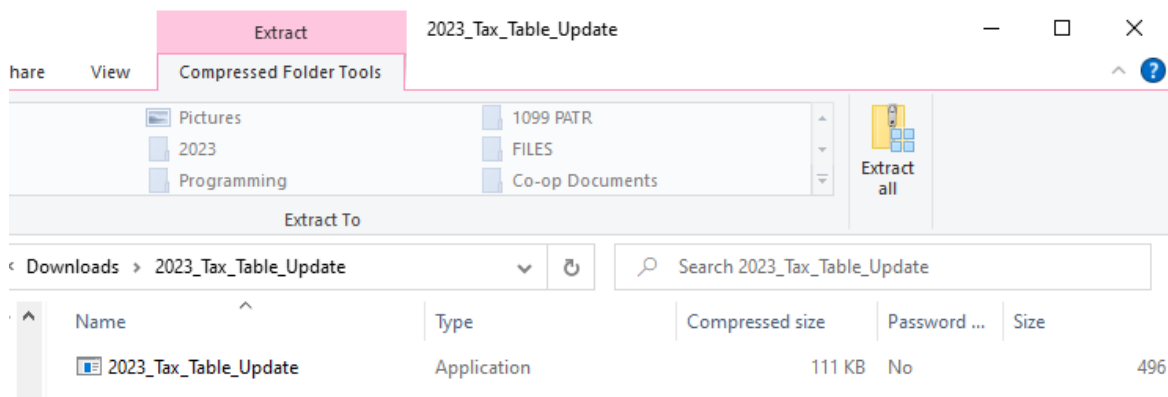 Extract 2023_Tax_Table_Update
hare View Compressed Folder Tools ?
Pictures 1099 PATR
2023 FILES
Programming Co-op Documents
Extract all
Extract To
Downloads > 2023_Tax_Table_Update Search 2023_Tax_Table_Update
Name Type Compressed size Password ... Size
2023_Tax_Table_Update Application 111 KB No 496